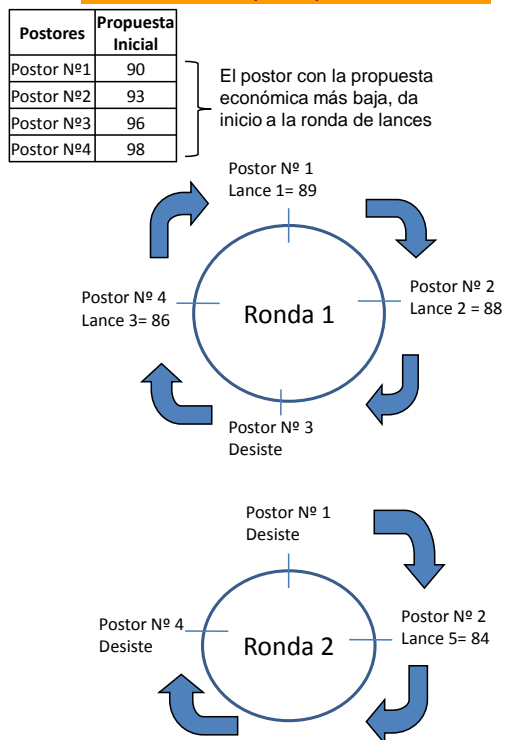 Postores Propuesta Inicial
Postor Nº1 90
Postor Nº2 93
Postor Nº3 96
Postor Nº4 98
El postor con la propuesta
económica más baja, da
inicio a la ronda de lances
Postor Nº 1
Lance 1= 89
Postor Nº 2
Lance 2 = 88
Postor Nº 4
Lance 3= 86
Ronda 1
Postor Nº 3
Desiste
Postor Nº 1
Desiste
Postor Nº 2
Lance 5= 84
Postor Nº 4
Desiste
Ronda 2